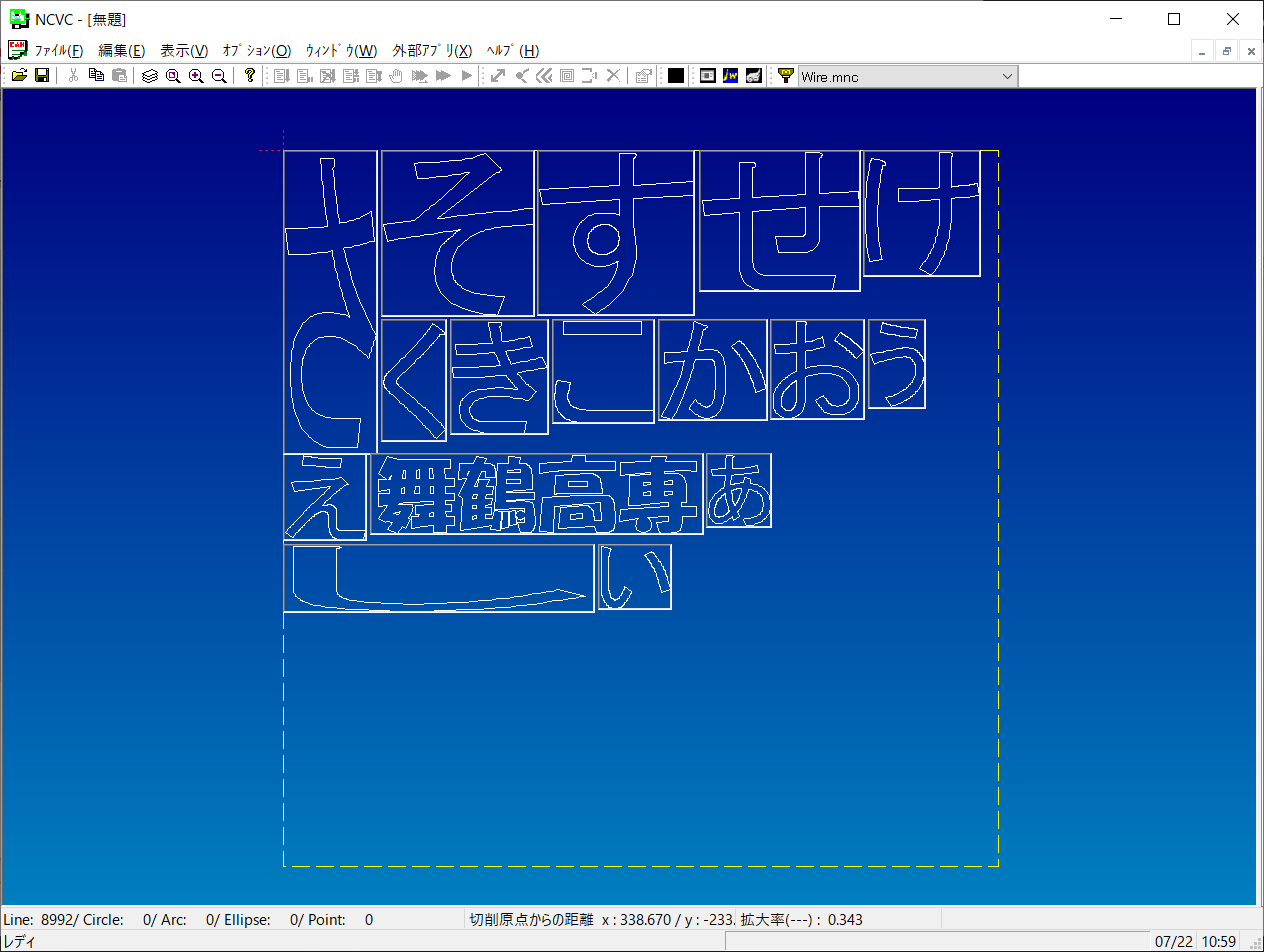 NCVC - [無題]
ﾌｧｲﾙ(F) 編集(E) 表示(V) ｵﾌﾟｼｮﾝ(O) ｳｨﾝﾄﾞｳ(W) 外部ｱﾌﾟﾘ(X) ﾍﾙﾌﾟ(H)
Wire.mnc
さ そ す せ け
く き こ か お う
え 舞鶴高専 あ
し い
Line: 8992/ Circle: 0/ Arc: 0/ Ellipse: 0/ Point: 0 切削原点からの距離 x : 338.670 / y : -233. 拡大率(---) : 0.343
レディ 07/22 10:59